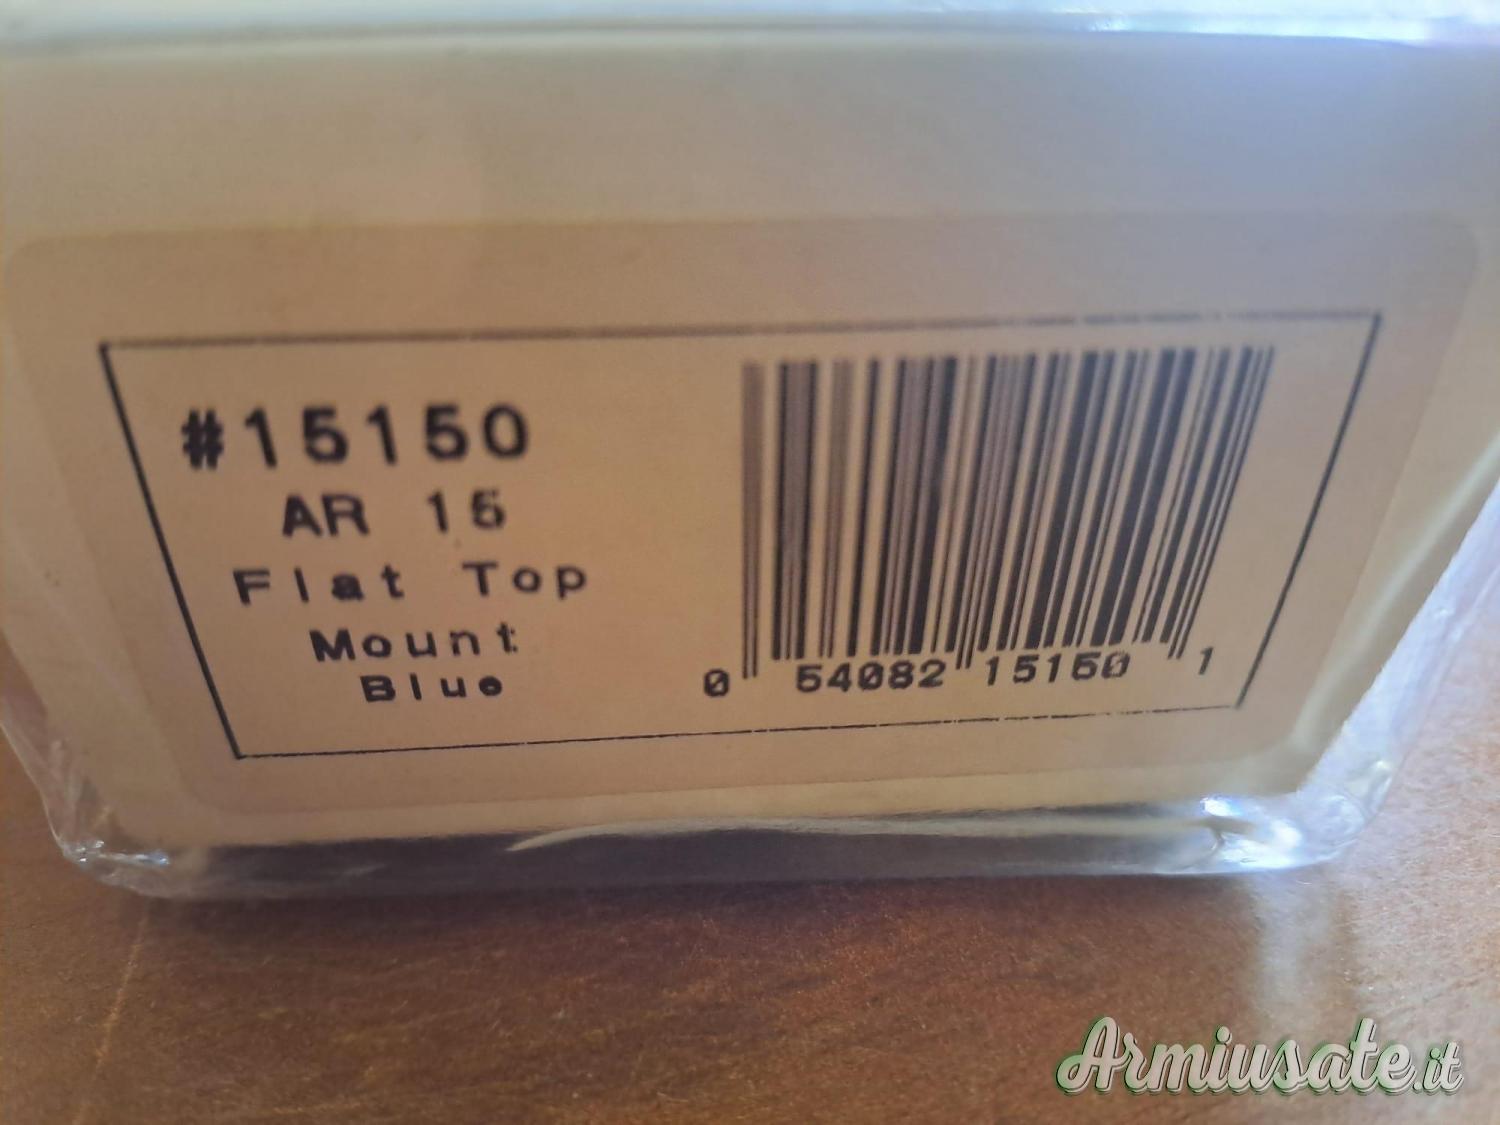 #15150
AR 15
Flat Top
Mount
Blue
0 54082 15150 1
Armiusate.it